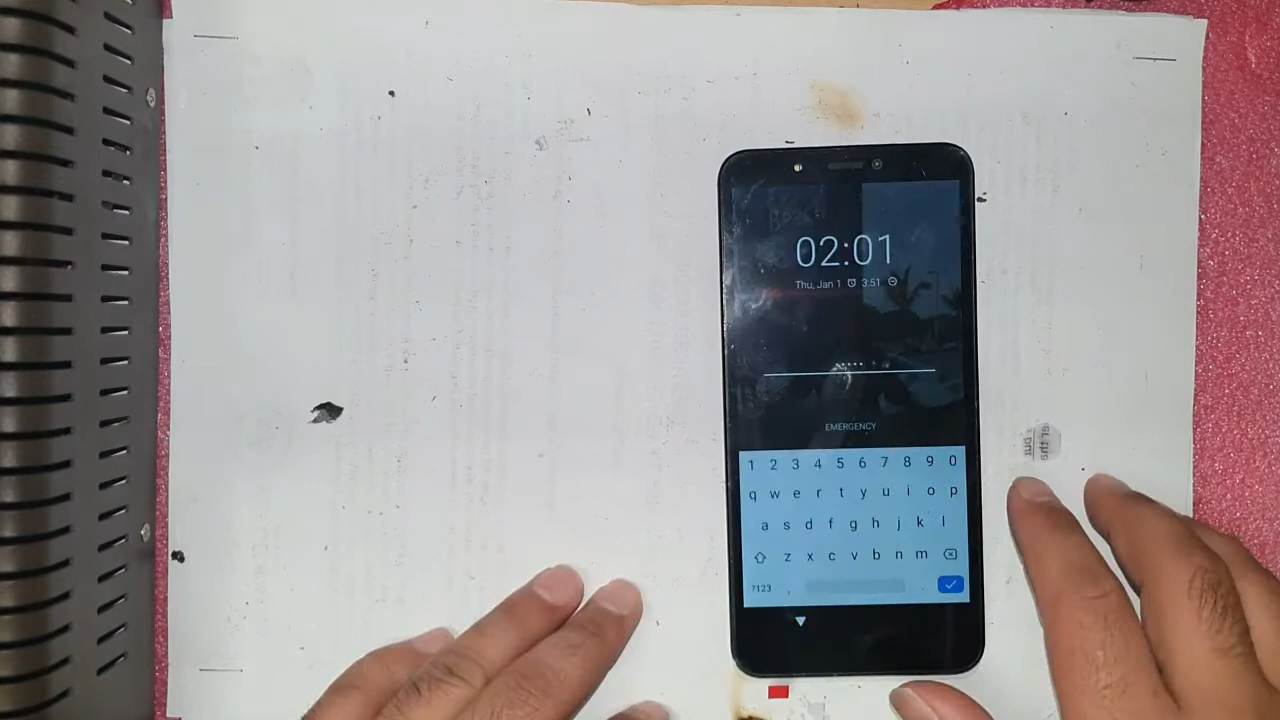 02:01
Thu, Jan 1 3:51
•••••
EMERGENCY
1 2 3 4 5 6 7 8 9 0
q w e r t y u i o p
a s d f g h j k l
z x c v b n m
?123 , .